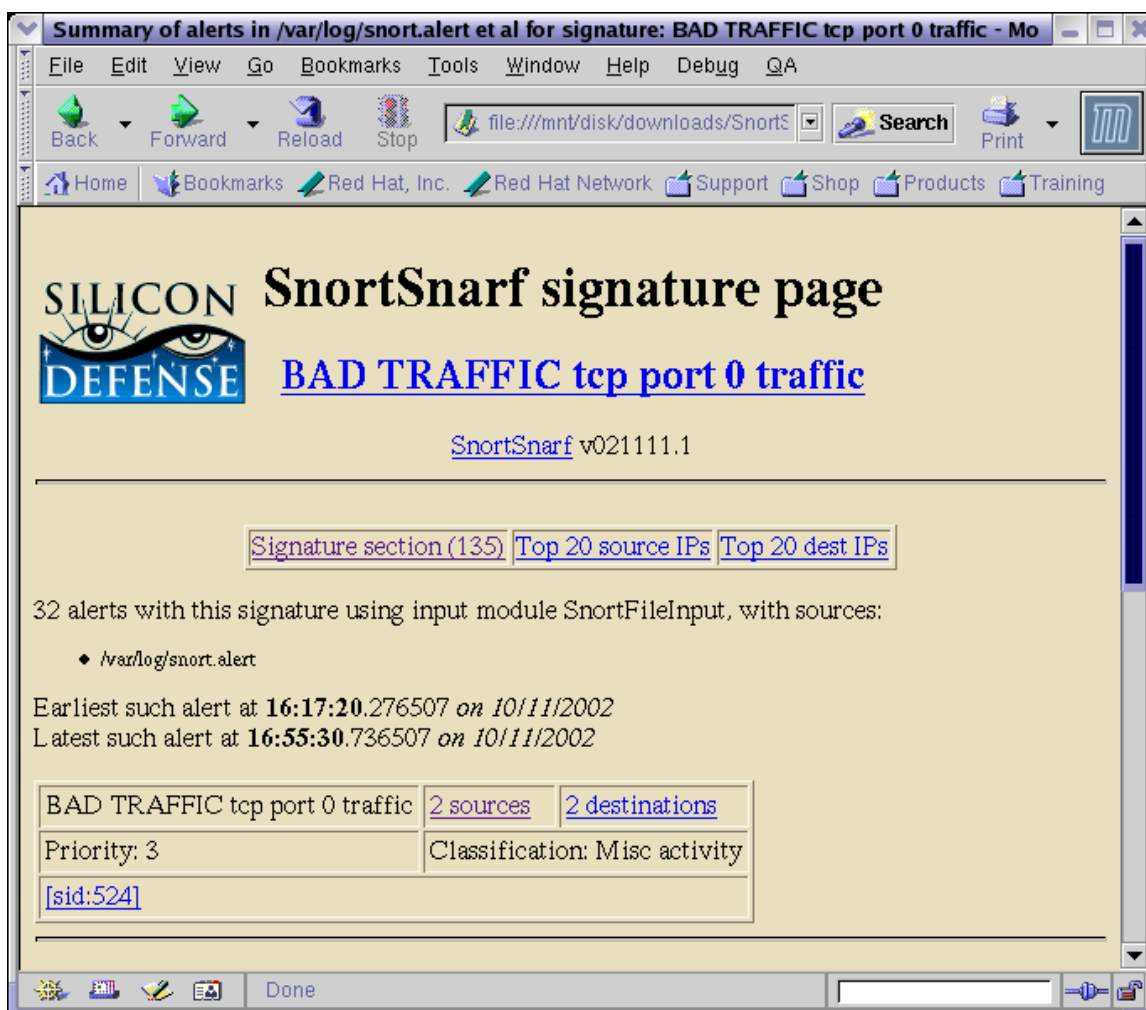 Summary of alerts in /var/log/snort.alert et al for signature: BAD TRAFFIC tcp port 0 traffic - Mo
File Edit View Go Bookmarks Tools Window Help Debug QA
Back Forward Reload Stop file:///mnt/disk/downloads/SnortS Search Print
Home Bookmarks Red Hat, Inc. Red Hat Network Support Shop Products Training
SILICON DEFENSE
SnortSnarf signature page
BAD TRAFFIC tcp port 0 traffic
SnortSnarf v021111.1
Signature section (135) Top 20 source IPs Top 20 dest IPs
32 alerts with this signature using input module SnortFileInput, with sources:
/var/log/snort.alert
Earliest such alert at 16:17:20.276507 on 10/11/2002
Latest such alert at 16:55:30.736507 on 10/11/2002
BAD TRAFFIC tcp port 0 traffic 2 sources 2 destinations
Priority: 3 Classification: Misc activity
[sid:524]
Done